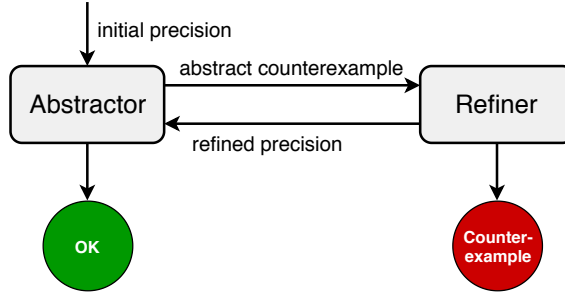 initial precision
abstract counterexample
Abstractor
Refiner
refined precision
OK
Counter-
example